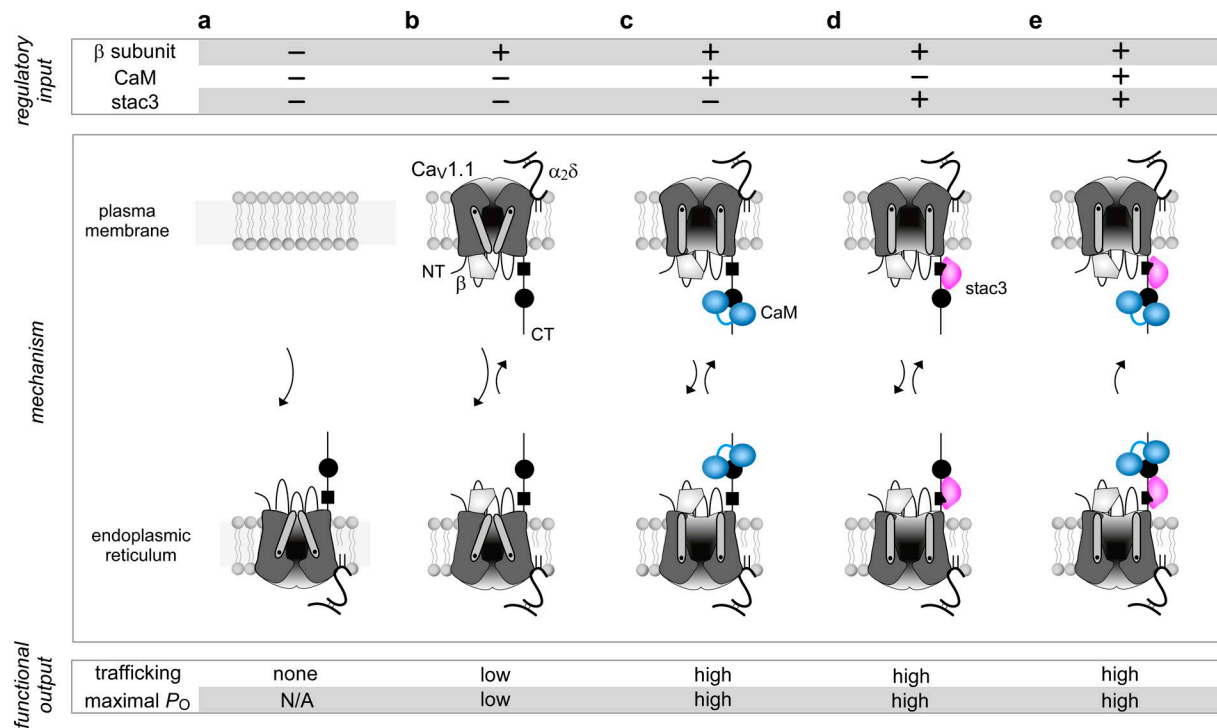 a b c d e
regulatory input
β subunit − + + + +
CaM − − + − +
stac3 − − − + +
mechanism
CaV1.1 α2δ
plasma membrane
NT
β
stac3
CaM
CT
endoplasmic reticulum
functional output
trafficking none low high high high
maximal PO N/A low high high high